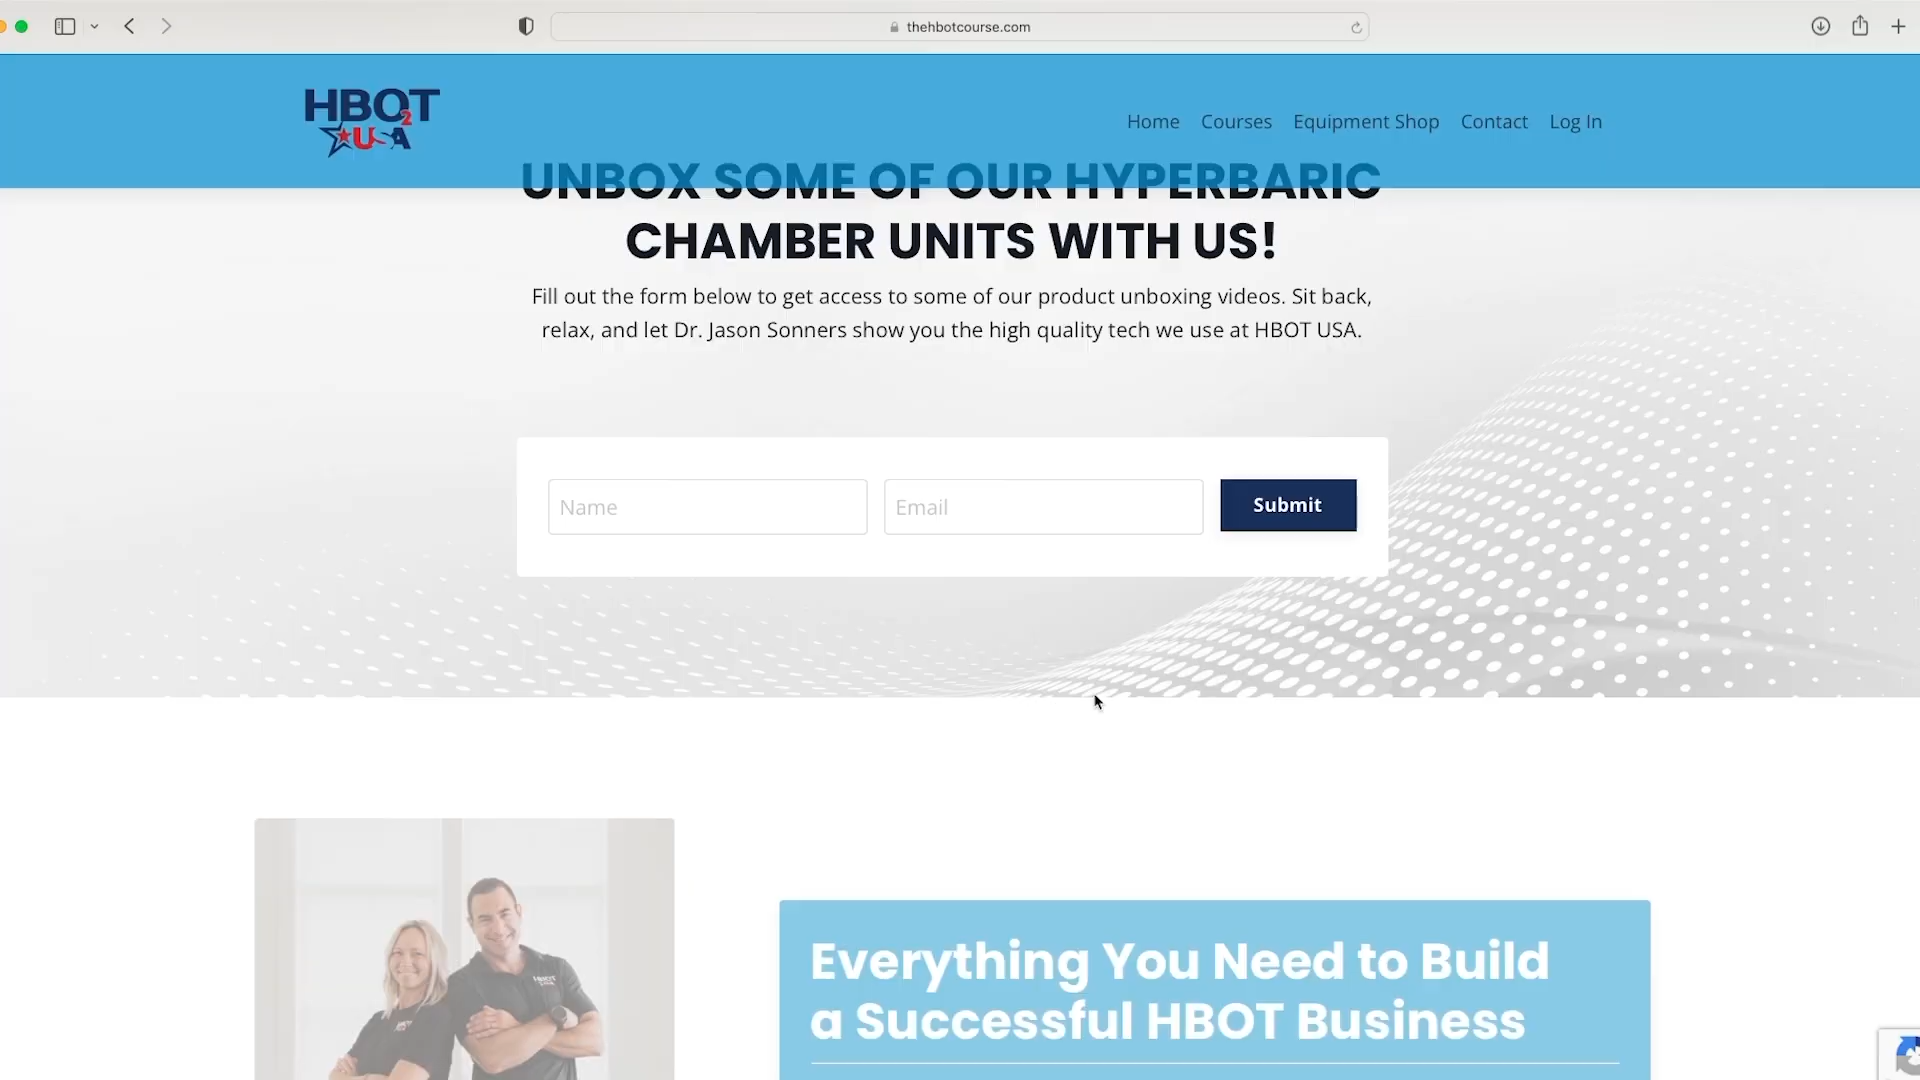 thehbotcourse.com
HBO2T
USA
Home Courses Equipment Shop Contact Log In
UNBOX SOME OF OUR HYPERBARIC
CHAMBER UNITS WITH US!
Fill out the form below to get access to some of our product unboxing videos. Sit back,
relax, and let Dr. Jason Sonners show you the high quality tech we use at HBOT USA.
Name
Email
Submit
Everything You Need to Build
a Successful HBOT Business